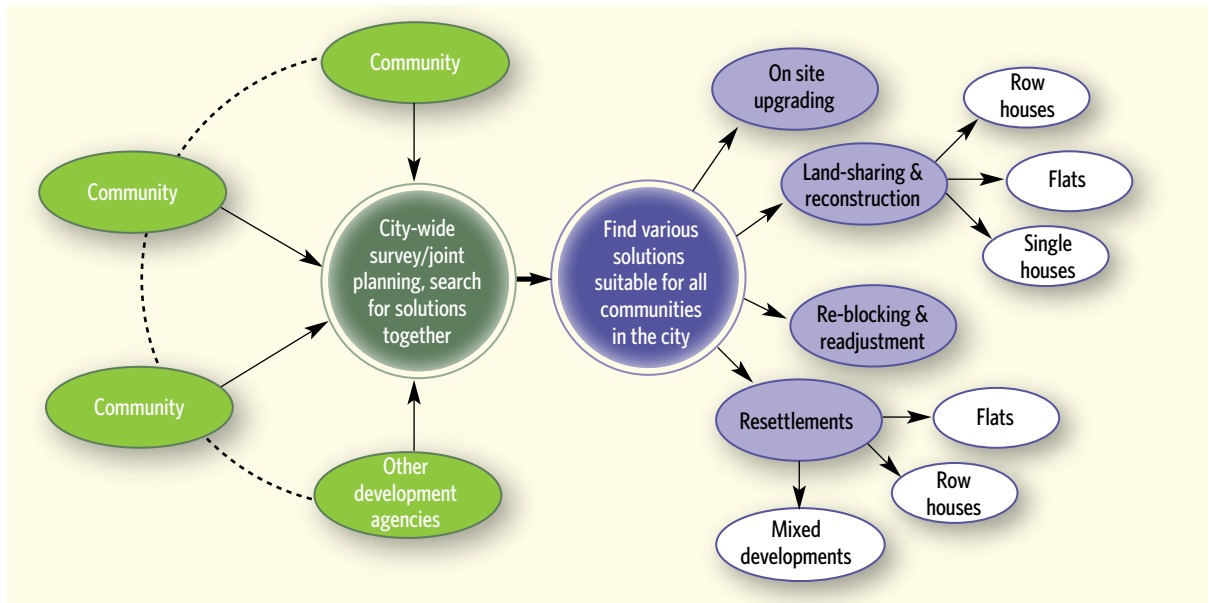 Community
Community
Community
Other
development
agencies
City-wide
survey/joint
planning, search
for solutions
together
Find various
solutions
suitable for all
communities
in the city
On site
upgrading
Land-sharing &
reconstruction
Row
houses
Flats
Single
houses
Re-blocking &
readjustment
Resettlements
Flats
Row
houses
Mixed
developments